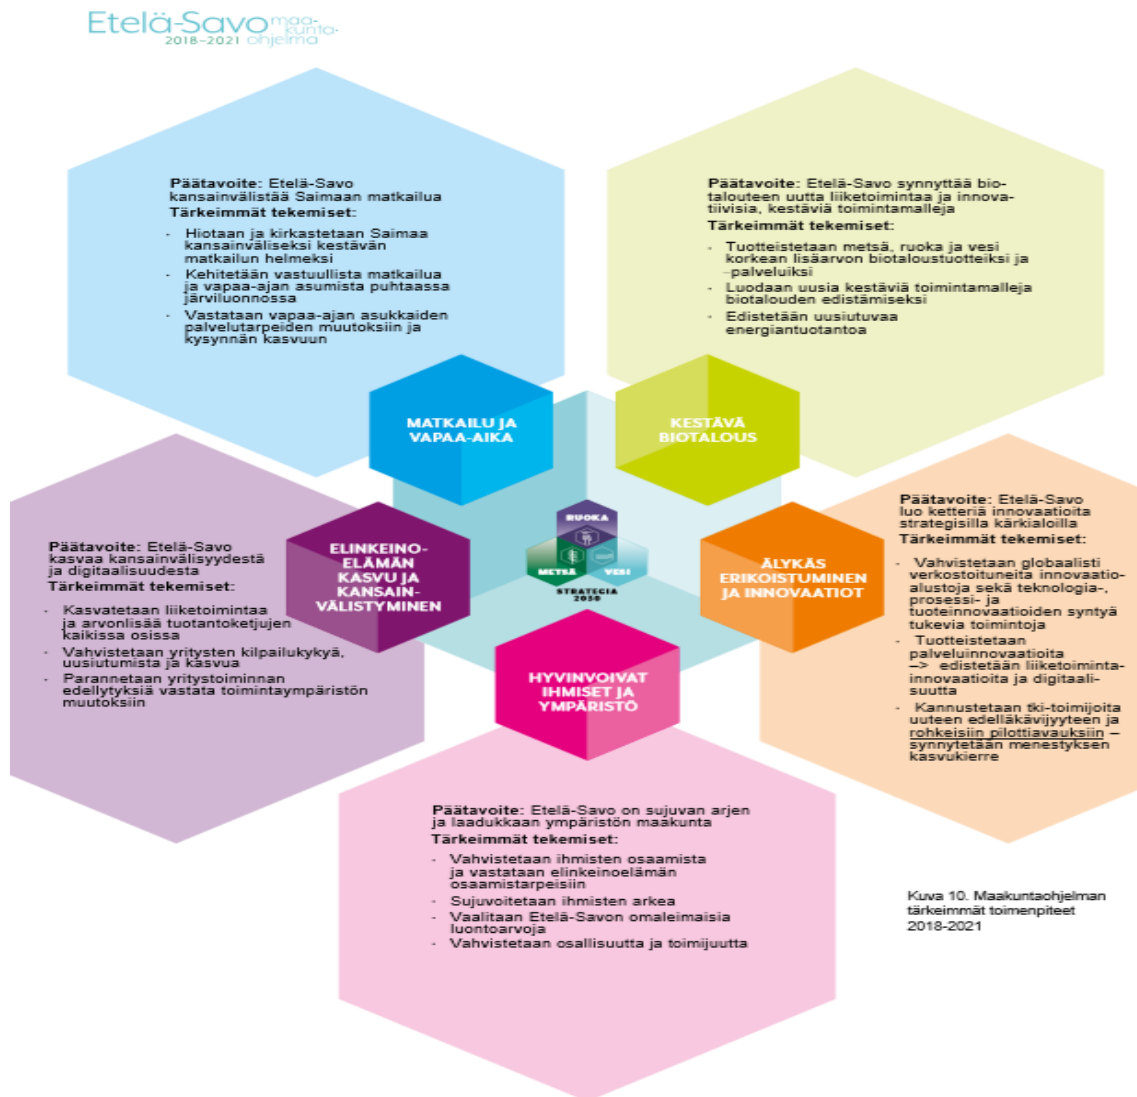 Etelä-Savo maa-
kunta-
2018–2021 ohjelma
Päätavoite: Etelä-Savo
kansainvälistää Saimaan matkailua
Tärkeimmät tekemiset:
- Hiotaan ja kirkastetaan Saimaa
kansainväliseksi kestävän
matkailun helmeksi
- Kehitetään vastuullista matkailua
ja vapaa-ajan asumista puhtaassa
järviluonnossa
- Vastataan vapaa-ajan asukkaiden
palvelutarpeiden muutoksiin ja
kysynnän kasvuun
Päätavoite: Etelä-Savo synnyttää bio-
talouteen uutta liiketoimintaa ja innova-
tiivisia, kestäviä toimintamalleja
Tärkeimmät tekemiset:
- Tuotteistetaan metsä, ruoka ja vesi
korkean lisäarvon biotaloustuotteiksi ja
–palveluiksi
- Luodaan uusia kestäviä toimintamalleja
biotalouden edistämiseksi
- Edistetään uusiutuvaa
energiantuotantoa
MATKAILU JA
VAPAA-AIKA
KESTÄVÄ
BIOTALOUS
Päätavoite: Etelä-Savo
kasvaa kansainvälisyydestä
ja digitaalisuudesta
Tärkeimmät tekemiset:
- Kasvatetaan liiketoimintaa
ja arvonlisää tuotantoketjujen
kaikissa osissa
- Vahvistetaan yritysten kilpailukykyä,
uusiutumista ja kasvua
- Parannetaan yritystoiminnan
edellytyksiä vastata toimintaympäristön
muutoksiin
ELINKEINO-
ELÄMÄN
KASVU JA
KANSAIN-
VÄLISTYMINEN
RUOKA
METSÄ VESI
STRATEGIA
2030
ÄLYKÄS
ERIKOISTUMINEN
JA INNOVAATIOT
Päätavoite: Etelä-Savo
luo ketteriä innovaatioita
strategisilla kärkialoilla
Tärkeimmät tekemiset:
- Vahvistetaan globaalisti
verkostoituneita innovaatio-
alustoja sekä teknologia-,
prosessi- ja
tuoteinnovaatioiden syntyä
tukevia toimintoja
- Tuotteistetaan
palveluinnovaatioita
–> edistetään liiketoiminta-
innovaatioita ja digitaali-
suutta
- Kannustetaan tki-toimijoita
uuteen edelläkävijyyteen ja
rohkeisiin pilottiavauksiin –
synnytetään menestyksen
kasvukierre
HYVINVOIVAT
IHMISET JA
YMPÄRISTÖ
Päätavoite: Etelä-Savo on sujuvan arjen
ja laadukkaan ympäristön maakunta
Tärkeimmät tekemiset:
- Vahvistetaan ihmisten osaamista
ja vastataan elinkeinoelämän
osaamistarpeisiin
- Sujuvoitetaan ihmisten arkea
- Vaalitaan Etelä-Savon omaleimaisia
luontoarvoja
- Vahvistetaan osallisuutta ja toimijuutta
Kuva 10. Maakuntaohjelman
tärkeimmät toimenpiteet
2018-2021